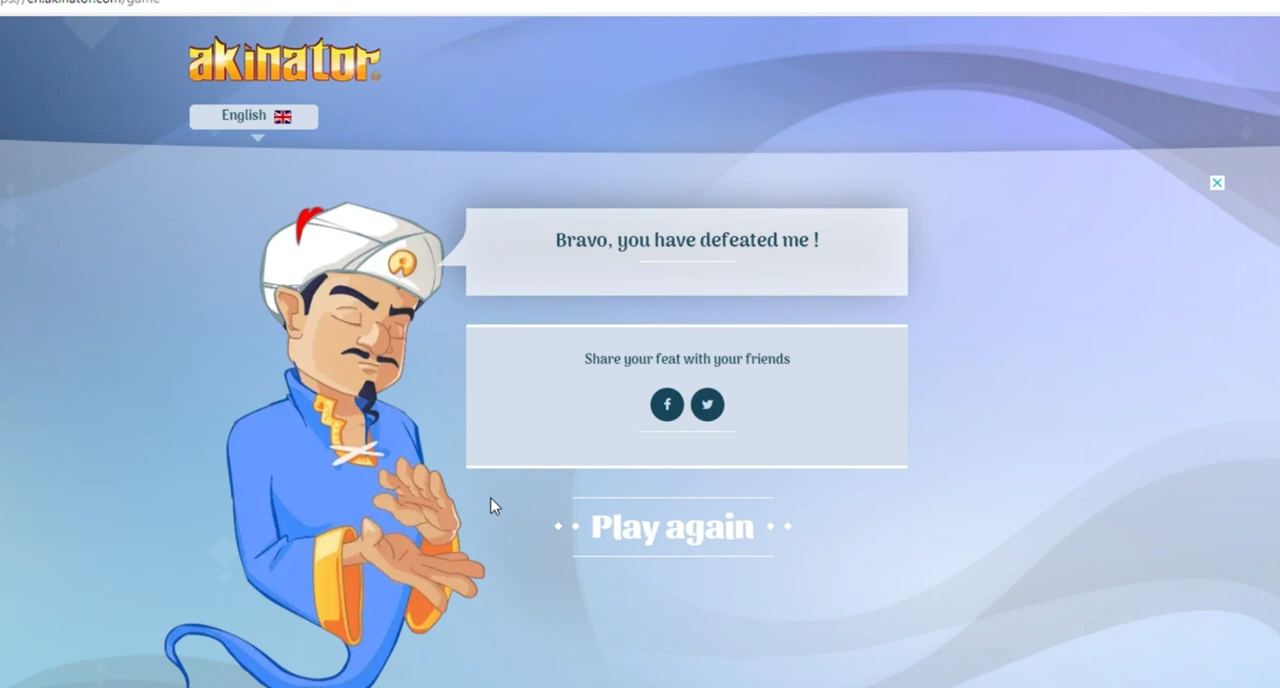 akinator
English
Bravo, you have defeated me !
Share your feat with your friends
Play again